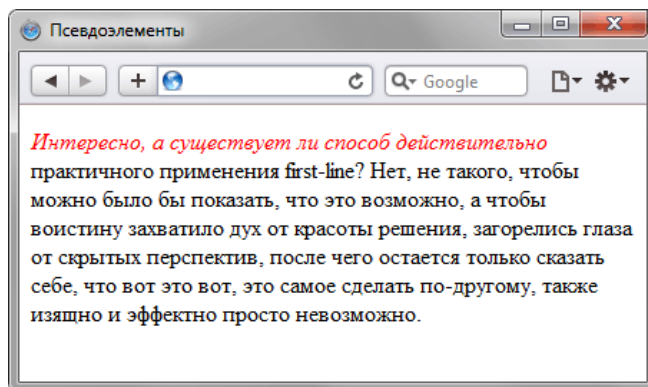 Псевдоэлементы
Google
Интересно, а существует ли способ действительно
практичного применения first-line? Нет, не такого, чтобы
можно было бы показать, что это возможно, а чтобы
воистину захватило дух от красоты решения, загорелись глаза
от скрытых перспектив, после чего остается только сказать
себе, что вот это вот, это самое сделать по-другому, также
изящно и эффектно просто невозможно.